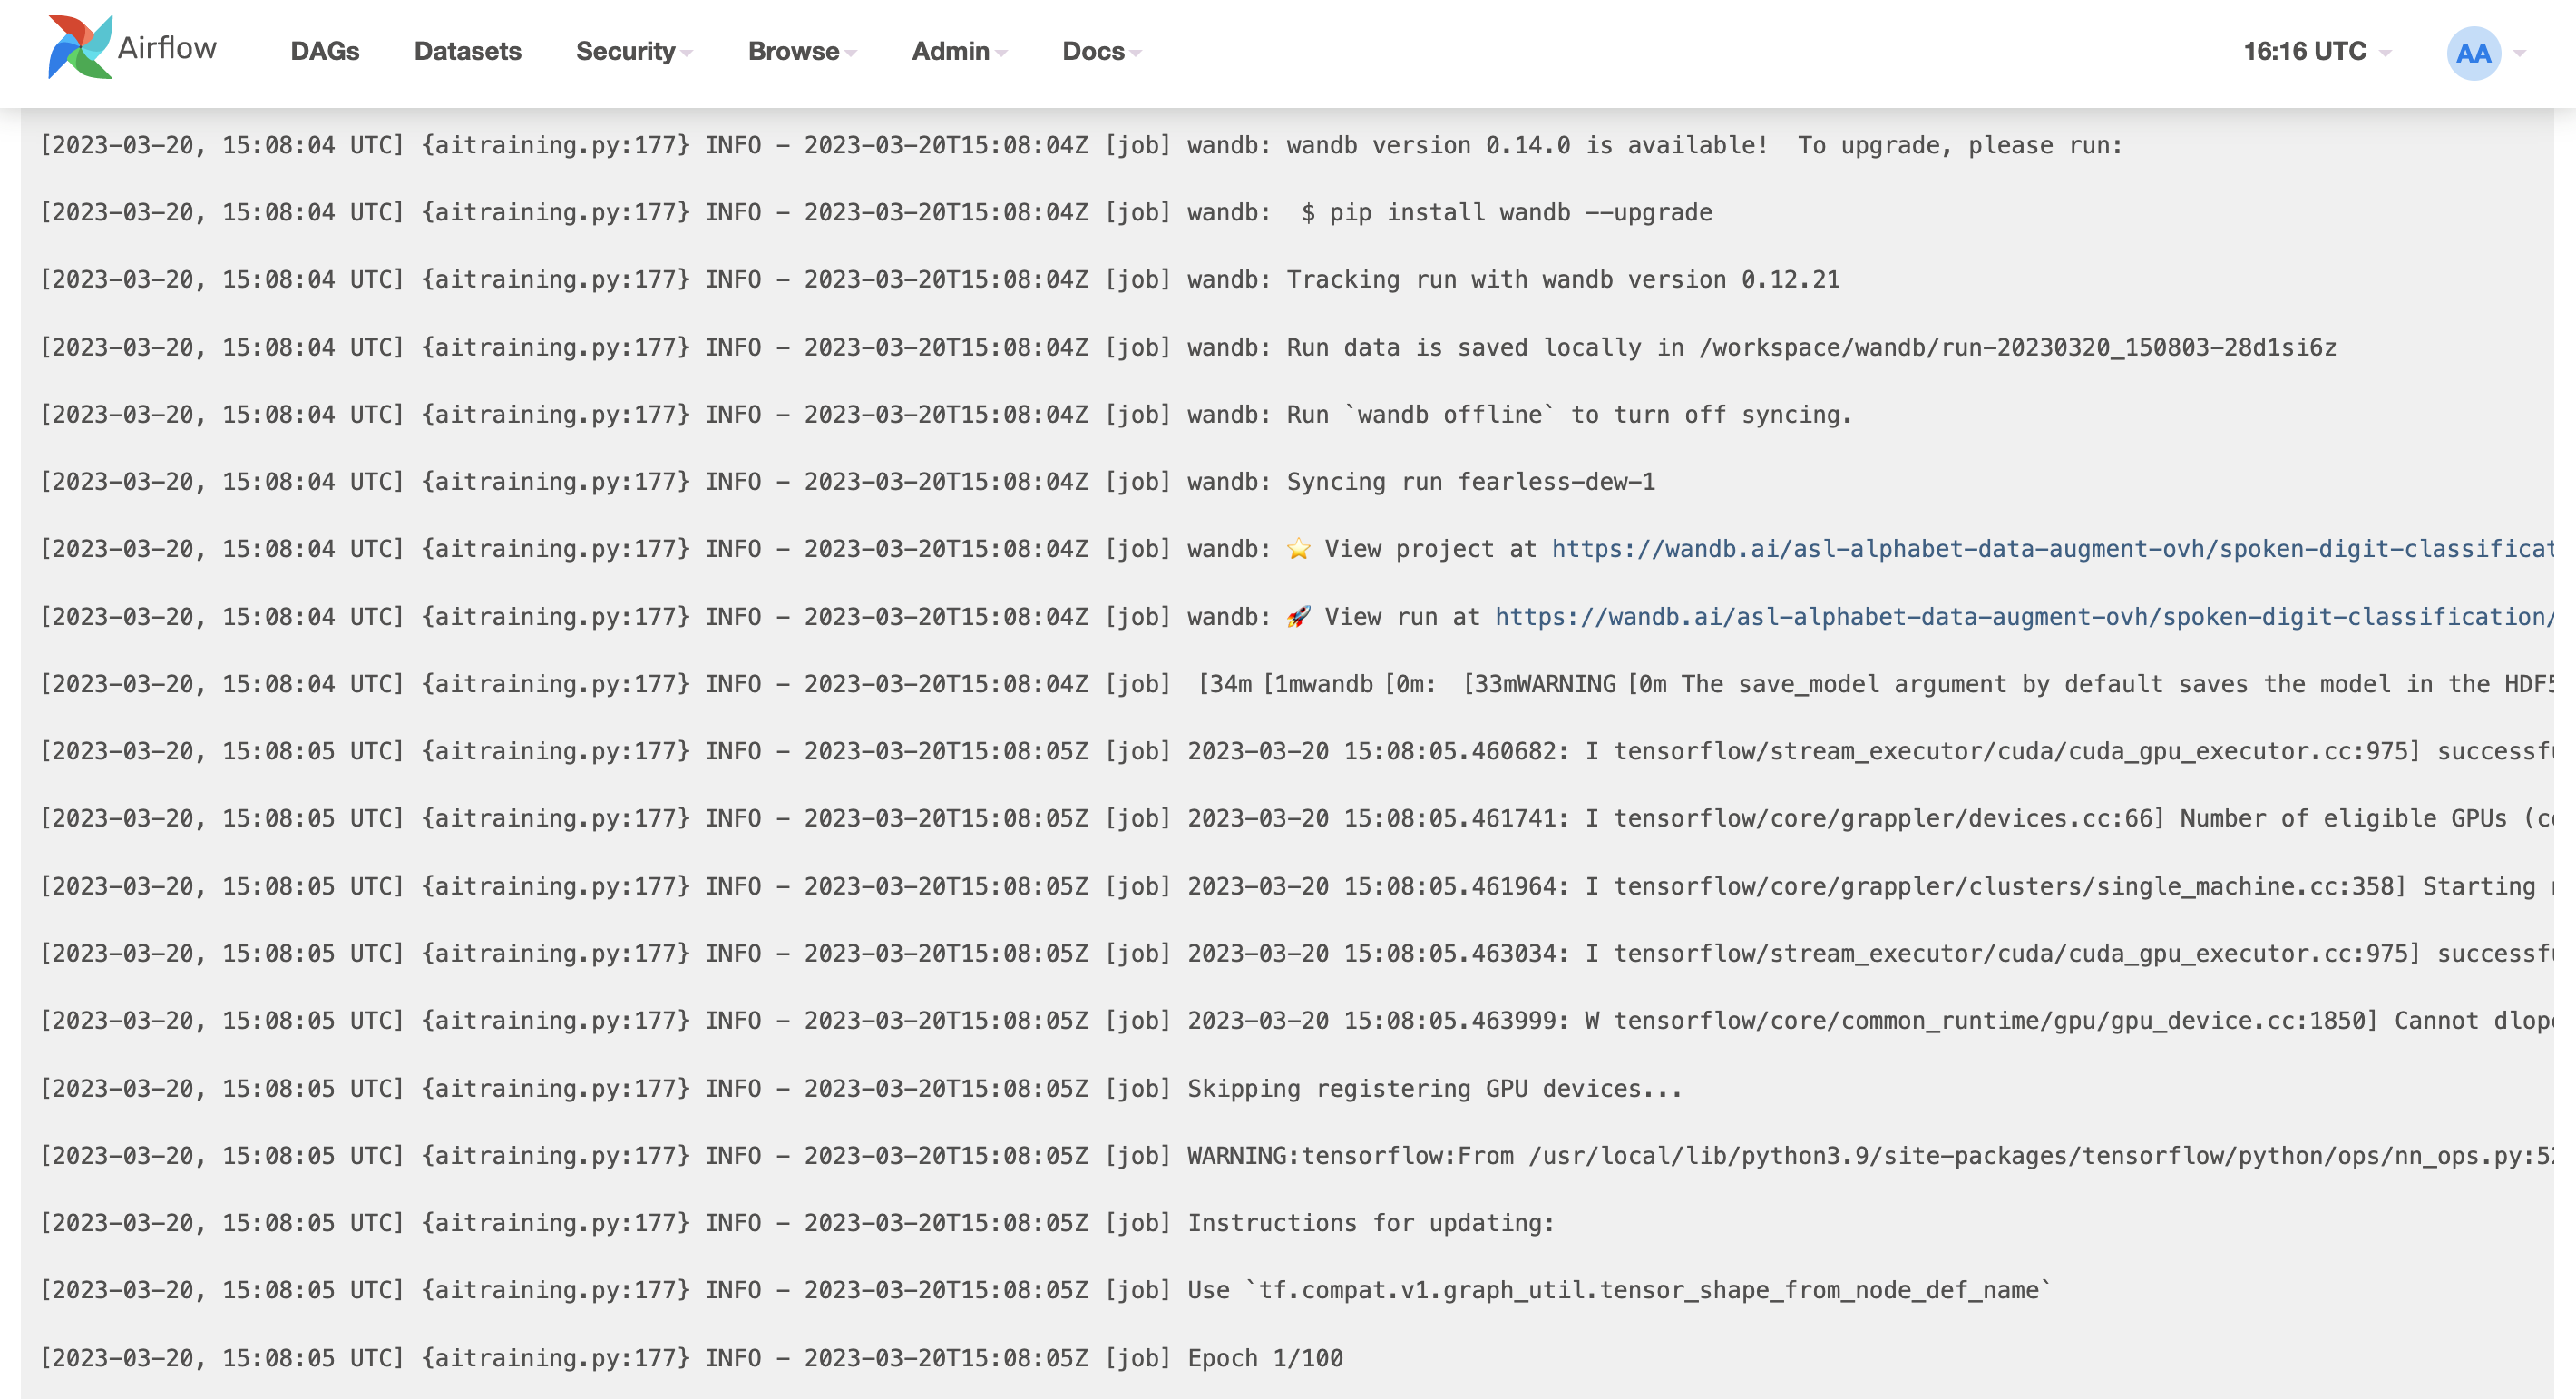 Airflow DAGs Datasets Security Browse Admin Docs 16:16 UTC AA
[2023-03-20, 15:08:04 UTC] {aitraining.py:177} INFO - 2023-03-20T15:08:04Z [job] wandb: wandb version 0.14.0 is available!  To upgrade, please run:
[2023-03-20, 15:08:04 UTC] {aitraining.py:177} INFO - 2023-03-20T15:08:04Z [job] wandb:  $ pip install wandb --upgrade
[2023-03-20, 15:08:04 UTC] {aitraining.py:177} INFO - 2023-03-20T15:08:04Z [job] wandb: Tracking run with wandb version 0.12.21
[2023-03-20, 15:08:04 UTC] {aitraining.py:177} INFO - 2023-03-20T15:08:04Z [job] wandb: Run data is saved locally in /workspace/wandb/run-20230320_150803-28d1si6z
[2023-03-20, 15:08:04 UTC] {aitraining.py:177} INFO - 2023-03-20T15:08:04Z [job] wandb: Run `wandb offline` to turn off syncing.
[2023-03-20, 15:08:04 UTC] {aitraining.py:177} INFO - 2023-03-20T15:08:04Z [job] wandb: Syncing run fearless-dew-1
[2023-03-20, 15:08:04 UTC] {aitraining.py:177} INFO - 2023-03-20T15:08:04Z [job] wandb: ⭐ View project at https://wandb.ai/asl-alphabet-data-augment-ovh/spoken-digit-classificat
[2023-03-20, 15:08:04 UTC] {aitraining.py:177} INFO - 2023-03-20T15:08:04Z [job] wandb: 🚀 View run at https://wandb.ai/asl-alphabet-data-augment-ovh/spoken-digit-classification/
[2023-03-20, 15:08:04 UTC] {aitraining.py:177} INFO - 2023-03-20T15:08:04Z [job]  [34m [1mwandb [0m:  [33mWARNING [0m The save_model argument by default saves the model in the HDF5
[2023-03-20, 15:08:05 UTC] {aitraining.py:177} INFO - 2023-03-20T15:08:05Z [job] 2023-03-20 15:08:05.460682: I tensorflow/stream_executor/cuda/cuda_gpu_executor.cc:975] successf
[2023-03-20, 15:08:05 UTC] {aitraining.py:177} INFO - 2023-03-20T15:08:05Z [job] 2023-03-20 15:08:05.461741: I tensorflow/core/grappler/devices.cc:66] Number of eligible GPUs (c
[2023-03-20, 15:08:05 UTC] {aitraining.py:177} INFO - 2023-03-20T15:08:05Z [job] 2023-03-20 15:08:05.461964: I tensorflow/core/grappler/clusters/single_machine.cc:358] Starting
[2023-03-20, 15:08:05 UTC] {aitraining.py:177} INFO - 2023-03-20T15:08:05Z [job] 2023-03-20 15:08:05.463034: I tensorflow/stream_executor/cuda/cuda_gpu_executor.cc:975] successf
[2023-03-20, 15:08:05 UTC] {aitraining.py:177} INFO - 2023-03-20T15:08:05Z [job] 2023-03-20 15:08:05.463999: W tensorflow/core/common_runtime/gpu/gpu_device.cc:1850] Cannot dlop
[2023-03-20, 15:08:05 UTC] {aitraining.py:177} INFO - 2023-03-20T15:08:05Z [job] Skipping registering GPU devices...
[2023-03-20, 15:08:05 UTC] {aitraining.py:177} INFO - 2023-03-20T15:08:05Z [job] WARNING:tensorflow:From /usr/local/lib/python3.9/site-packages/tensorflow/python/ops/nn_ops.py:52
[2023-03-20, 15:08:05 UTC] {aitraining.py:177} INFO - 2023-03-20T15:08:05Z [job] Instructions for updating:
[2023-03-20, 15:08:05 UTC] {aitraining.py:177} INFO - 2023-03-20T15:08:05Z [job] Use `tf.compat.v1.graph_util.tensor_shape_from_node_def_name`
[2023-03-20, 15:08:05 UTC] {aitraining.py:177} INFO - 2023-03-20T15:08:05Z [job] Epoch 1/100